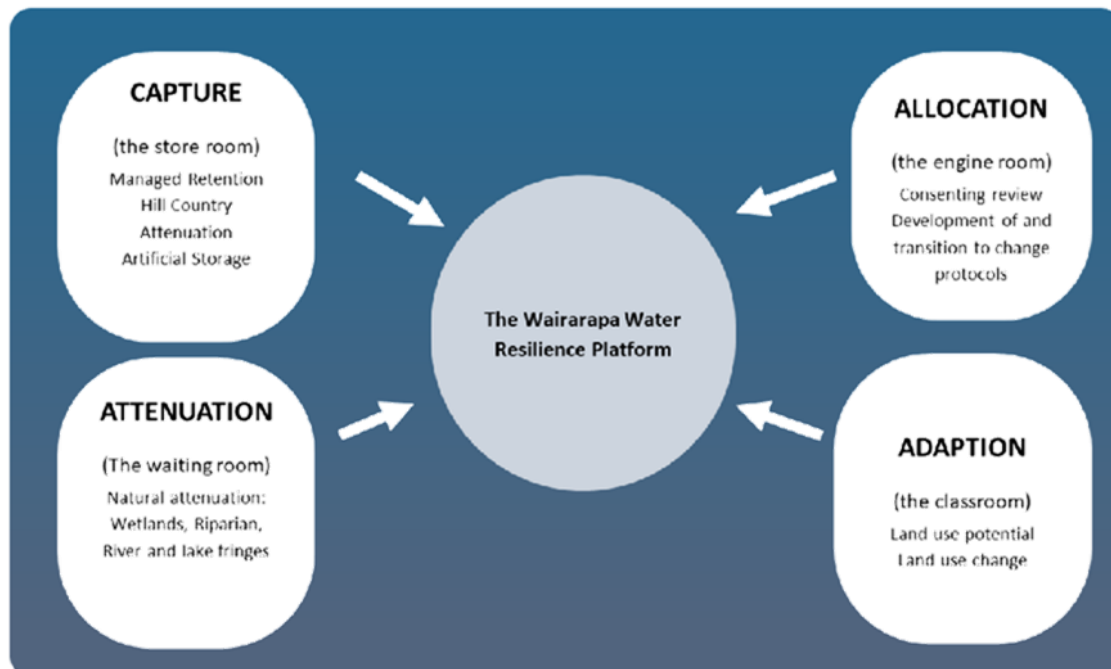 CAPTURE
(the store room)
Managed Retention
Hill Country
Attenuation
Artificial Storage
ATTENUATION
(The waiting room)
Natural attenuation:
Wetlands, Riparian,
River and lake fringes
The Wairarapa Water
Resilience Platform
ALLOCATION
(the engine room)
Consenting review
Development of and
transition to change
protocols
ADAPTION
(the classroom)
Land use potential
Land use change